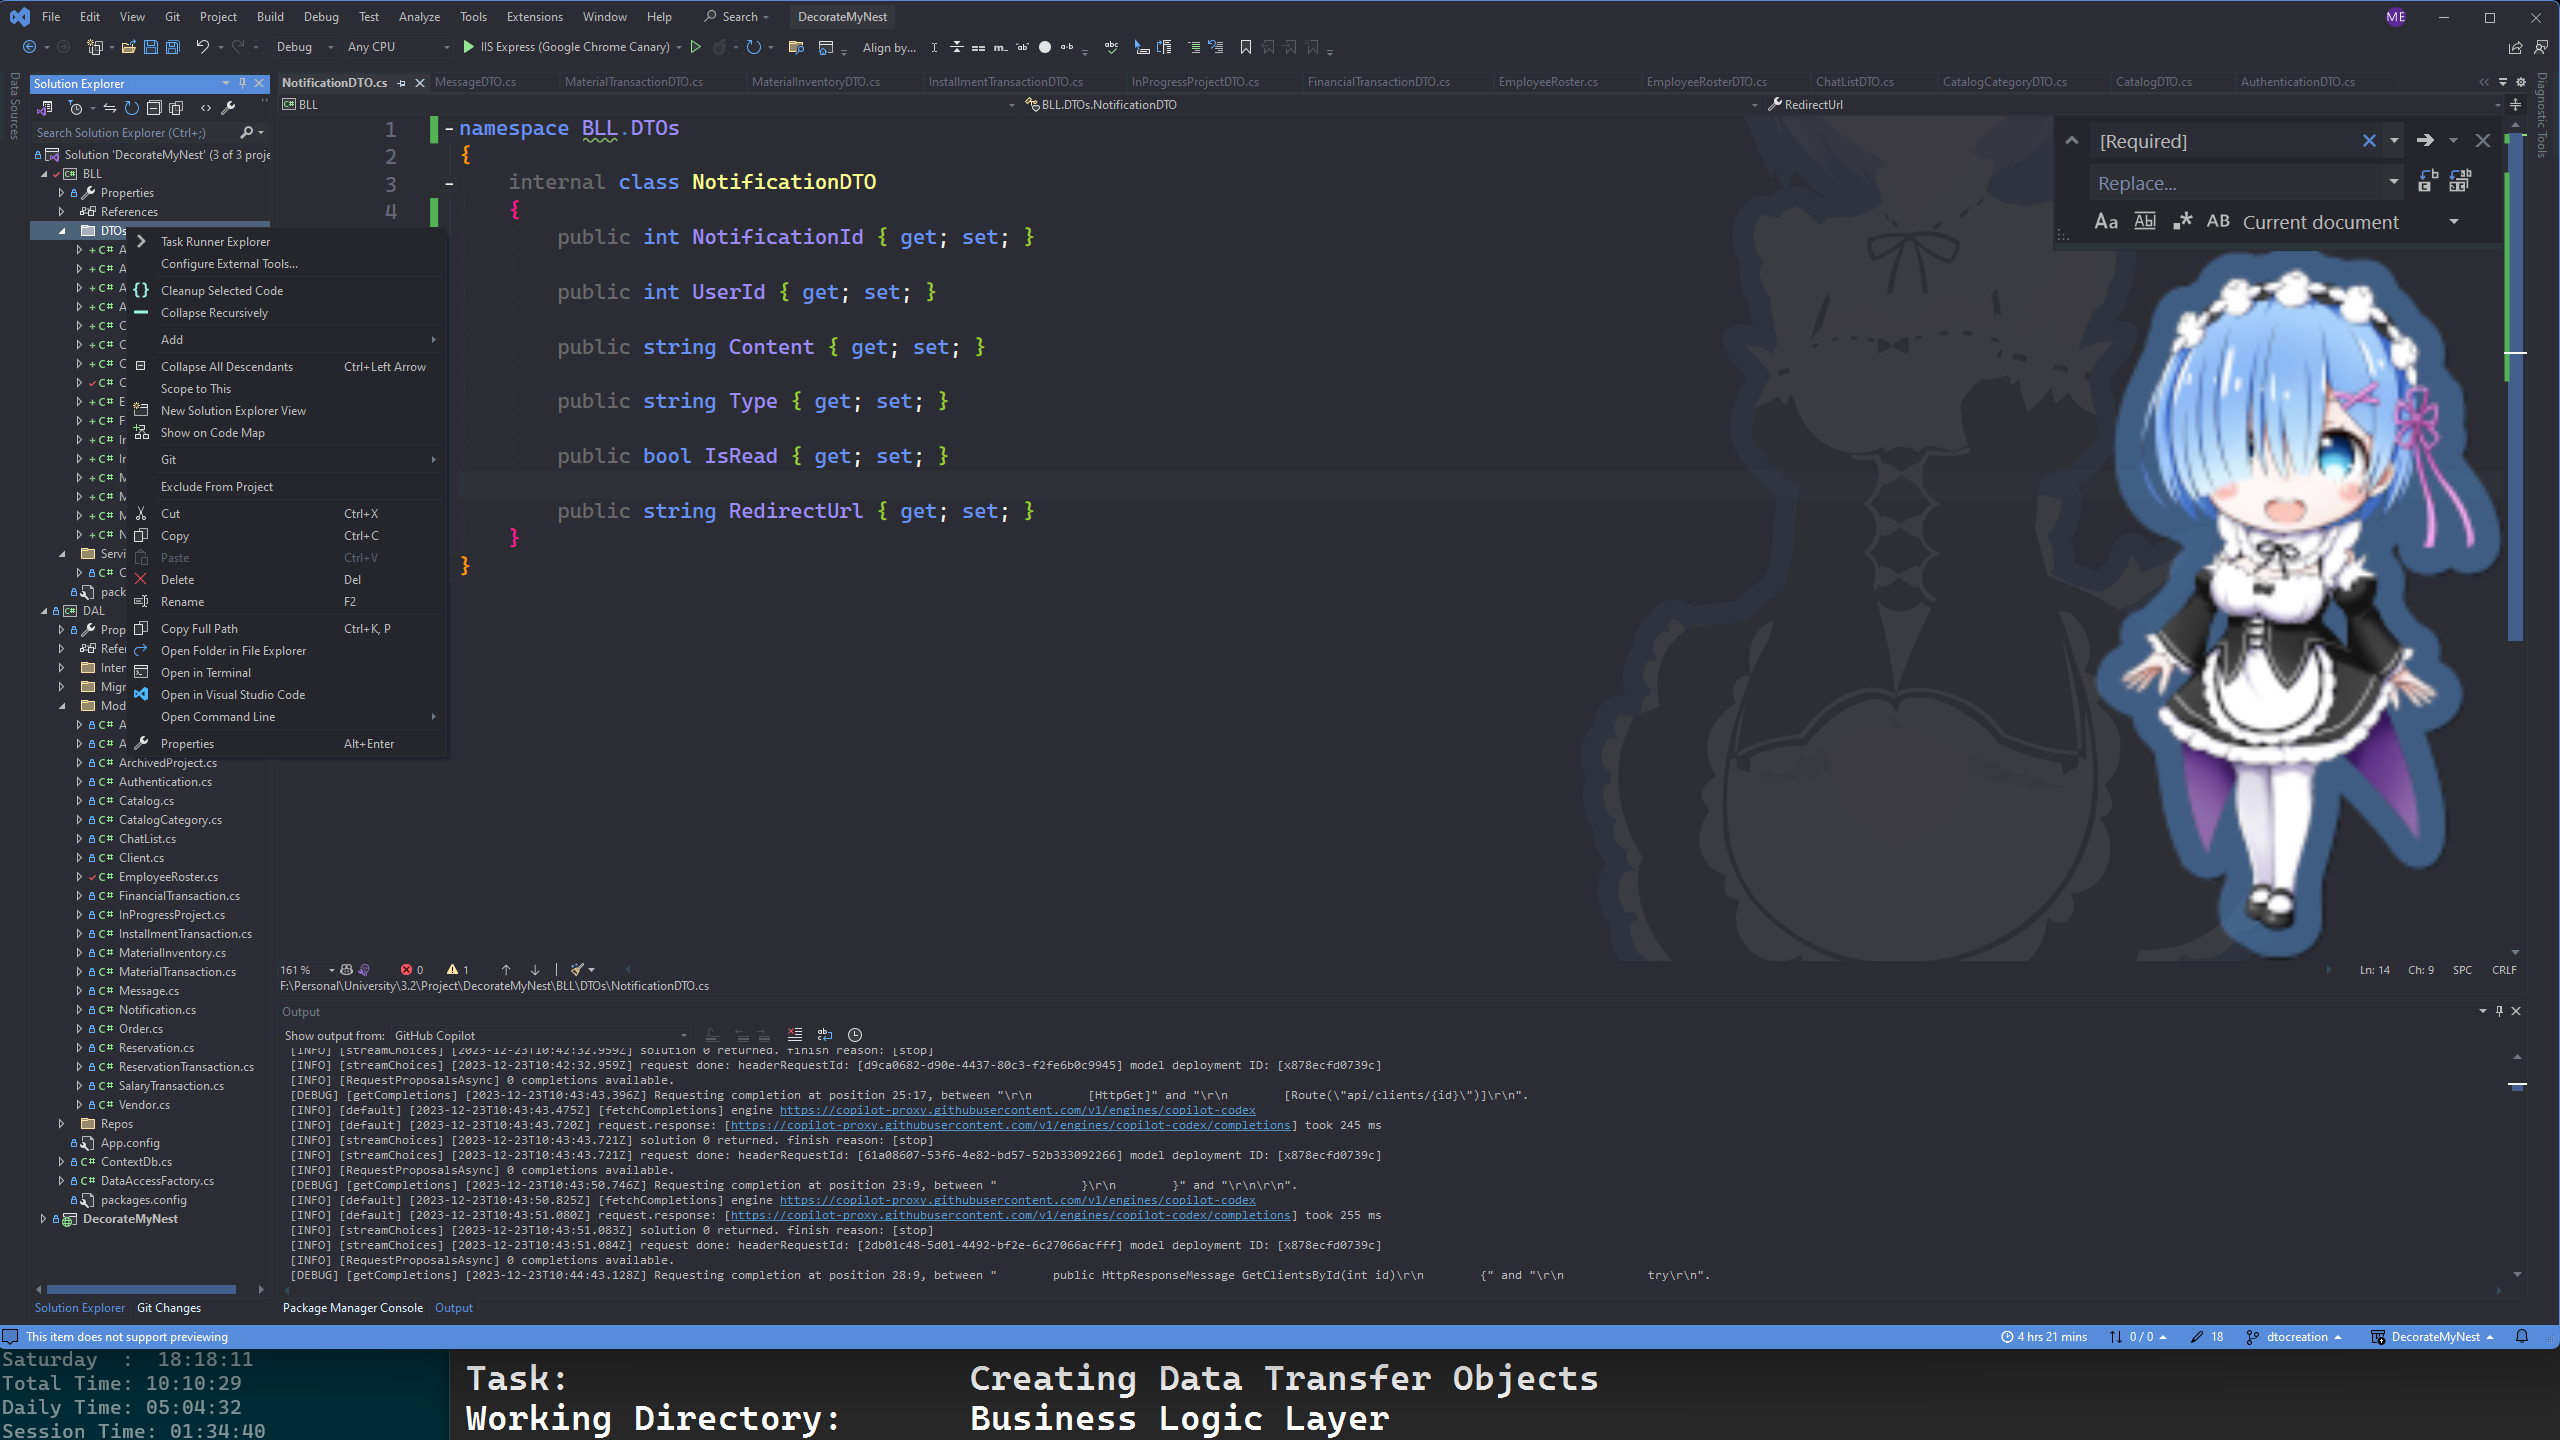 File Edit View Git Project Build Debug Test Analyze Tools Extensions Window Help Search DecorateMyNest ME
Debug Any CPU IIS Express (Google Chrome Canary) Align by...
Data Sources
Solution Explorer
Search Solution Explorer (Ctrl+;)
Solution 'DecorateMyNest' (3 of 3 proje
BLL
Properties
References
DTOs
Servi
pack
DAL
Prop
Refer
Inter
Migr
Mod
ArchivedProject.cs
Authentication.cs
Catalog.cs
CatalogCategory.cs
ChatList.cs
Client.cs
EmployeeRoster.cs
FinancialTransaction.cs
InProgressProject.cs
InstallmentTransaction.cs
MaterialInventory.cs
MaterialTransaction.cs
Message.cs
Notification.cs
Order.cs
Reservation.cs
ReservationTransaction.cs
SalaryTransaction.cs
Vendor.cs
Repos
App.config
ContextDb.cs
DataAccessFactory.cs
packages.config
DecorateMyNest
Solution Explorer Git Changes
Task Runner Explorer
Configure External Tools...
Cleanup Selected Code
Collapse Recursively
Add
Collapse All Descendants Ctrl+Left Arrow
Scope to This
New Solution Explorer View
Show on Code Map
Git
Exclude From Project
Cut Ctrl+X
Copy Ctrl+C
Paste Ctrl+V
Delete Del
Rename F2
Copy Full Path Ctrl+K, P
Open Folder in File Explorer
Open in Terminal
Open in Visual Studio Code
Open Command Line
Properties Alt+Enter
NotificationDTO.cs MessageDTO.cs MaterialTransactionDTO.cs MaterialInventoryDTO.cs InstallmentTransactionDTO.cs InProgressProjectDTO.cs FinancialTransactionDTO.cs EmployeeRoster.cs EmployeeRosterDTO.cs ChatListDTO.cs CatalogCategoryDTO.cs CatalogDTO.cs AuthenticationDTO.cs
BLL BLL.DTOs.NotificationDTO RedirectUrl
1 namespace BLL.DTOs
2 {
3 internal class NotificationDTO
4 {
public int NotificationId { get; set; }
public int UserId { get; set; }
public string Content { get; set; }
public string Type { get; set; }
public bool IsRead { get; set; }
public string RedirectUrl { get; set; }
}
}
[Required]
Replace...
Aa Abl .* AB Current document
Diagnostic Tools
161 % 0 1 Ln: 14 Ch: 9 SPC CRLF
F:\Personal\University\3.2\Project\DecorateMyNest\BLL\DTOs\NotificationDTO.cs
Output
Show output from: GitHub Copilot
[INFO] [streamChoices] [2023-12-23T10:42:32.959Z] solution 0 returned. finish reason: [stop]
[INFO] [streamChoices] [2023-12-23T10:42:32.959Z] request done: headerRequestId: [d9ca0682-d90e-4437-80c3-f2fe6b0c9945] model deployment ID: [x878ecfd0739c]
[INFO] [RequestProposalsAsync] 0 completions available.
[DEBUG] [getCompletions] [2023-12-23T10:43:43.396Z] Requesting completion at position 25:17, between "\r\n [HttpGet]" and "\r\n [Route(\"api/clients/{id}\")]\r\n".
[INFO] [default] [2023-12-23T10:43:43.475Z] [fetchCompletions] engine https://copilot-proxy.githubusercontent.com/v1/engines/copilot-codex
[INFO] [default] [2023-12-23T10:43:43.720Z] request.response: [https://copilot-proxy.githubusercontent.com/v1/engines/copilot-codex/completions] took 245 ms
[INFO] [streamChoices] [2023-12-23T10:43:43.721Z] solution 0 returned. finish reason: [stop]
[INFO] [streamChoices] [2023-12-23T10:43:43.721Z] request done: headerRequestId: [61a08607-53f6-4e82-bd57-52b333092266] model deployment ID: [x878ecfd0739c]
[INFO] [RequestProposalsAsync] 0 completions available.
[DEBUG] [getCompletions] [2023-12-23T10:43:50.746Z] Requesting completion at position 23:9, between " }\r\n }" and "\r\n\r\n".
[INFO] [default] [2023-12-23T10:43:50.825Z] [fetchCompletions] engine https://copilot-proxy.githubusercontent.com/v1/engines/copilot-codex
[INFO] [default] [2023-12-23T10:43:51.080Z] request.response: [https://copilot-proxy.githubusercontent.com/v1/engines/copilot-codex/completions] took 255 ms
[INFO] [streamChoices] [2023-12-23T10:43:51.083Z] solution 0 returned. finish reason: [stop]
[INFO] [streamChoices] [2023-12-23T10:43:51.084Z] request done: headerRequestId: [2db01c48-5d01-4492-bf2e-6c27066acfff] model deployment ID: [x878ecfd0739c]
[INFO] [RequestProposalsAsync] 0 completions available.
[DEBUG] [getCompletions] [2023-12-23T10:44:43.128Z] Requesting completion at position 28:9, between " public HttpResponseMessage GetClientsById(int id)\r\n {" and "\r\n try\r\n".
Package Manager Console Output
This item does not support previewing 4 hrs 21 mins 0 / 0 18 dtocreation DecorateMyNest
Saturday : 18:18:11
Total Time: 10:10:29
Daily Time: 05:04:32
Session Time: 01:34:40
Task: Creating Data Transfer Objects
Working Directory: Business Logic Layer